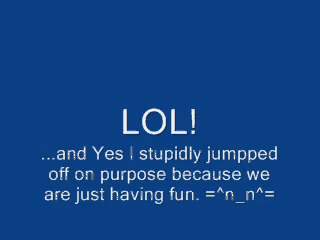 LOL!
...and Yes I stupidly jumpped
off on purpose because we
are just having fun. =^n_n^=